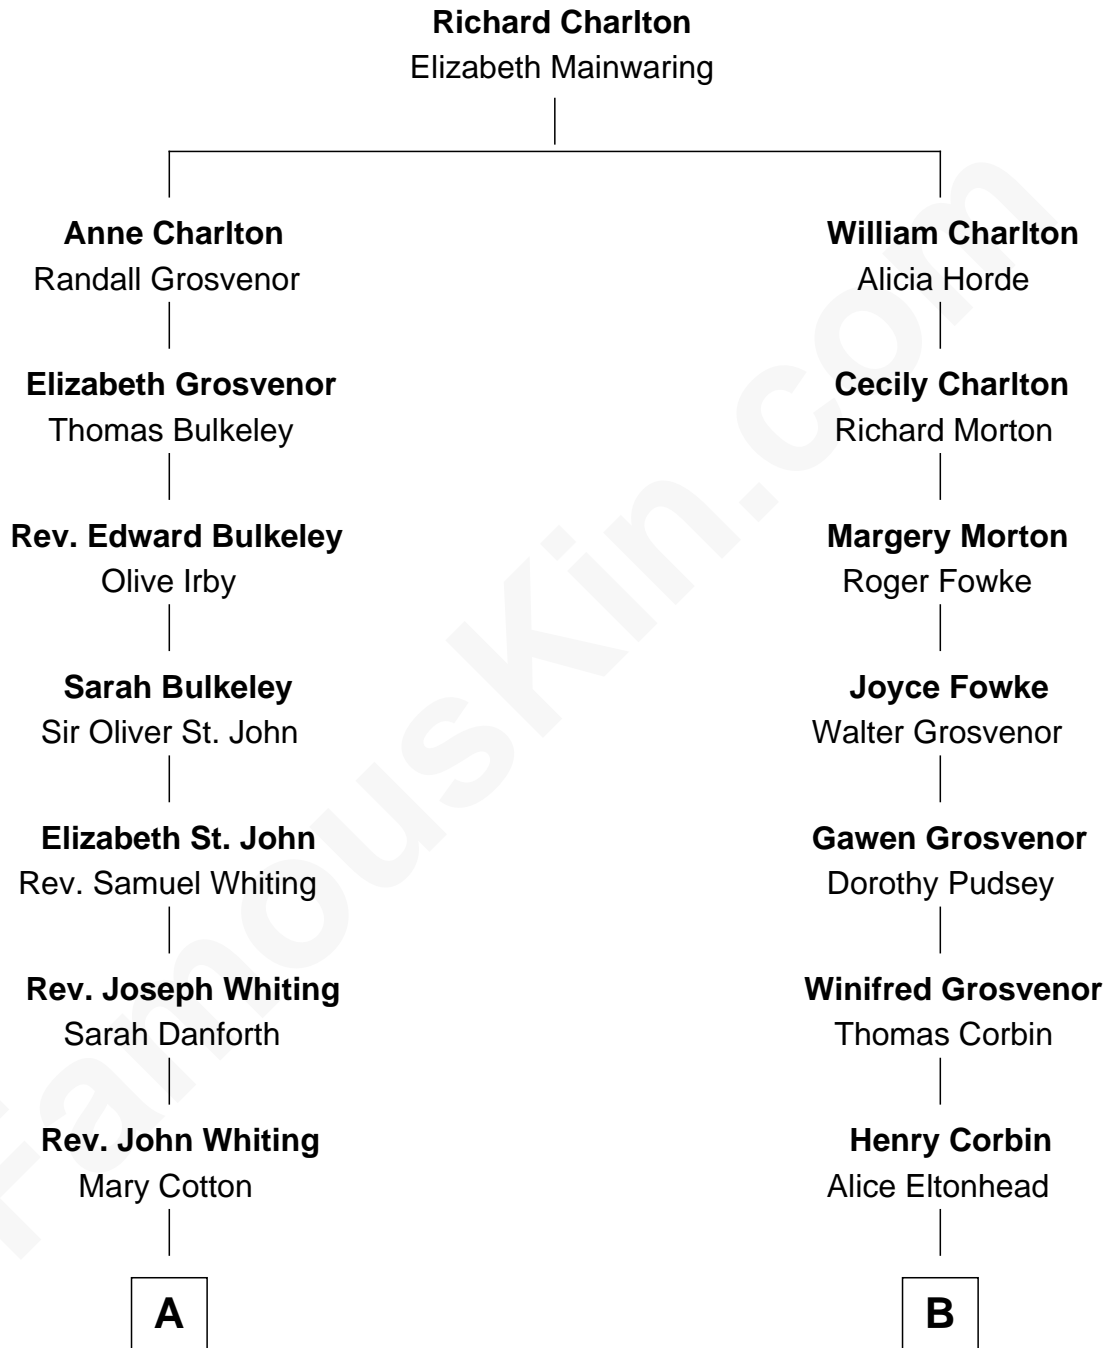 Richard Charlton
Elizabeth Mainwaring
Anne Charlton
Randall Grosvenor
William Charlton
Alicia Horde
Elizabeth Grosvenor
Thomas Bulkeley
Cecily Charlton
Richard Morton
Rev. Edward Bulkeley
Olive Irby
Margery Morton
Roger Fowke
Sarah Bulkeley
Sir Oliver St. John
Joyce Fowke
Walter Grosvenor
Elizabeth St. John
Rev. Samuel Whiting
Gawen Grosvenor
Dorothy Pudsey
Rev. Joseph Whiting
Sarah Danforth
Winifred Grosvenor
Thomas Corbin
Rev. John Whiting
Mary Cotton
Henry Corbin
Alice Eltonhead
A
B
FamousKin.com